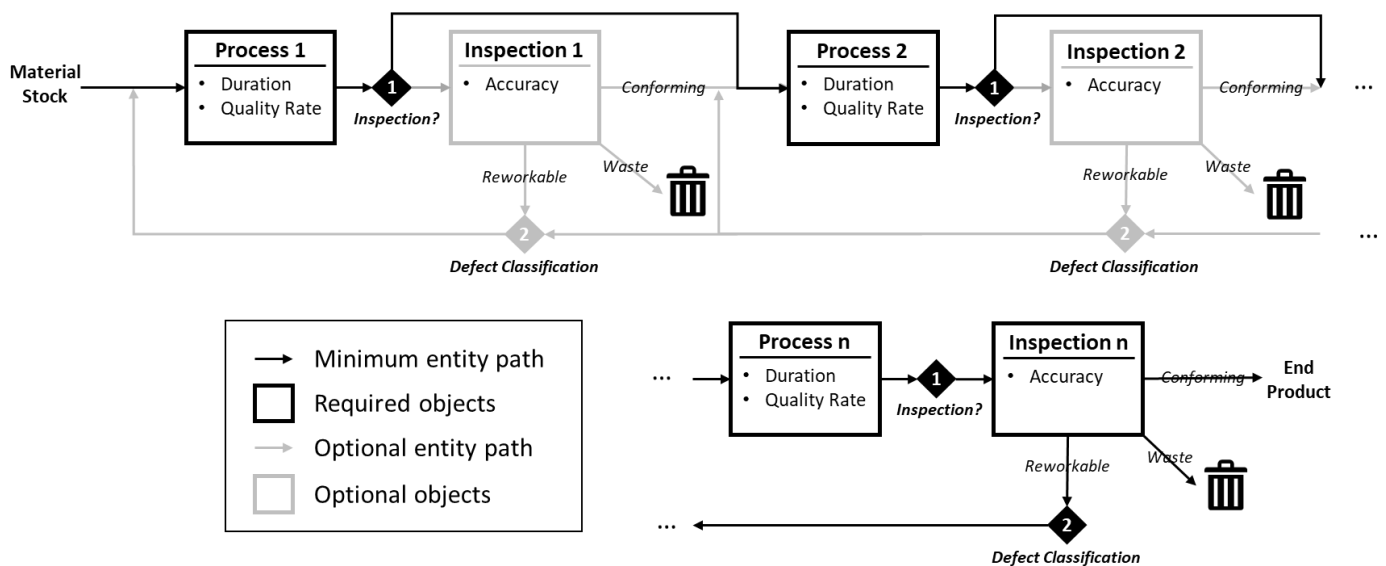 Process 1
• Duration
• Quality Rate
Material
Stock
1
Inspection?
Inspection 1
• Accuracy
Conforming
Waste
Reworkable
2
Defect Classification
Process 2
• Duration
• Quality Rate
1
Inspection?
Inspection 2
• Accuracy
Conforming
...
Waste
Reworkable
2
...
Defect Classification
Minimum entity path
Required objects
Optional entity path
Optional objects
...
Process n
• Duration
• Quality Rate
1
Inspection?
Inspection n
• Accuracy
Conforming
End
Product
Waste
Reworkable
...
2
Defect Classification